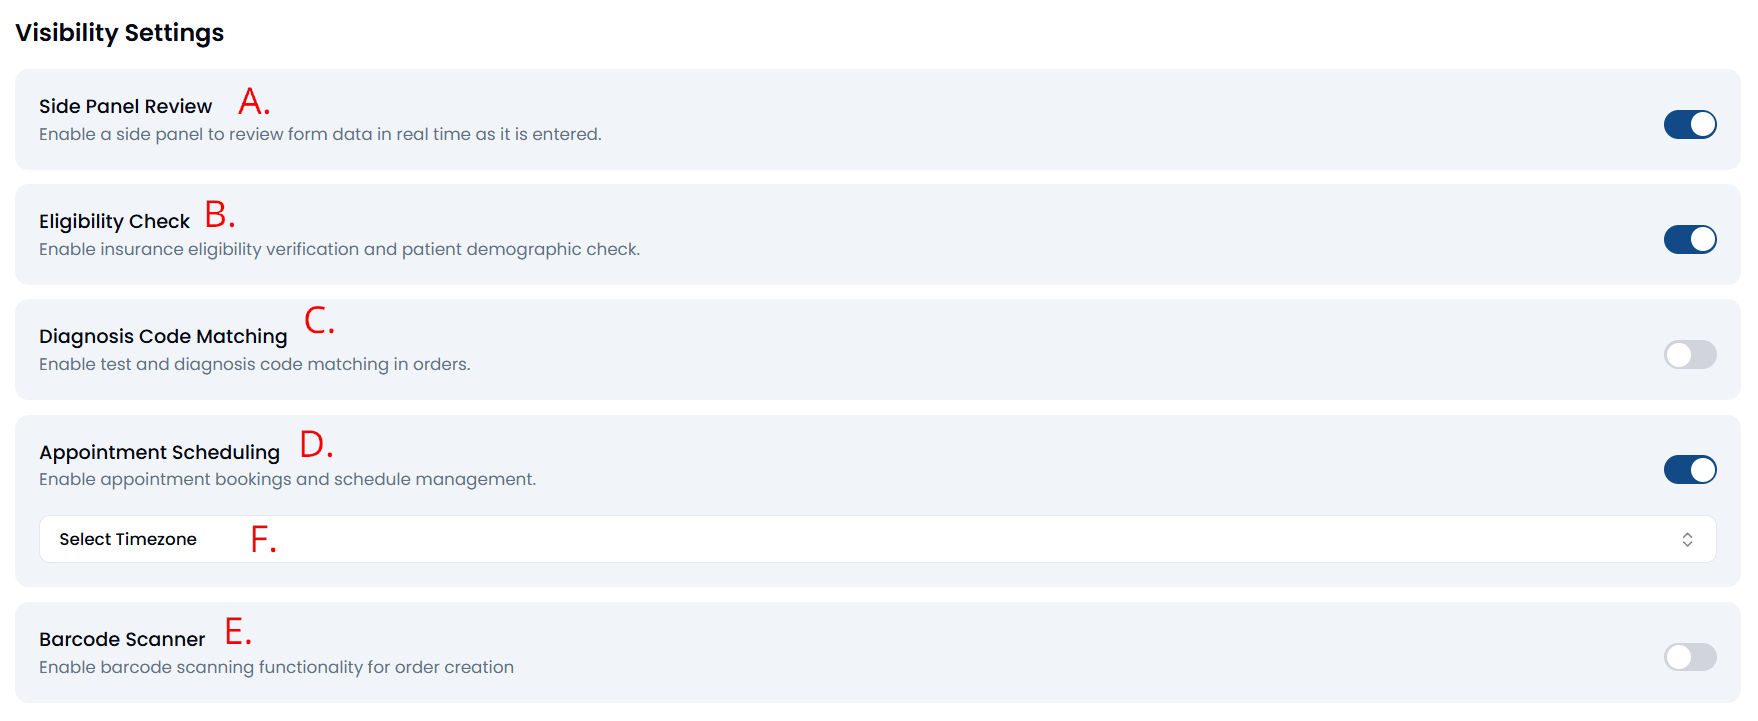 Visibility Settings
Side Panel Review A.
Enable a side panel to review form data in real time as it is entered.
Eligibility Check B.
Enable insurance eligibility verification and patient demographic check.
Diagnosis Code Matching C.
Enable test and diagnosis code matching in orders.
Appointment Scheduling D.
Enable appointment bookings and schedule management.
Select Timezone F.
Barcode Scanner E.
Enable barcode scanning functionality for order creation